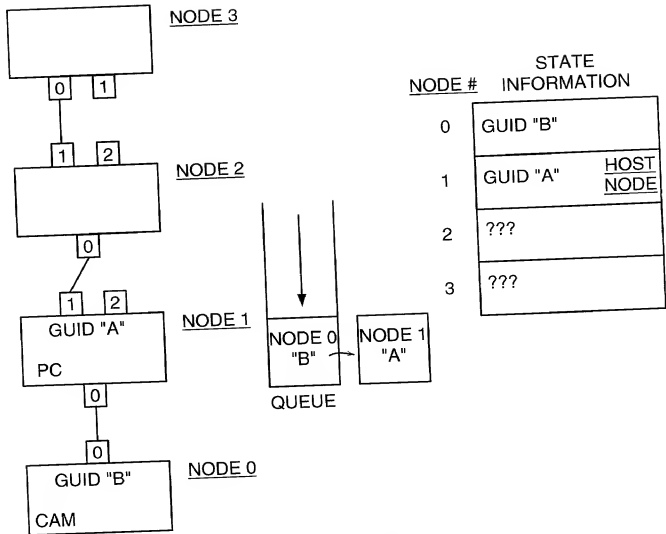 NODE 3
0 1
1 2
NODE 2
0
1 2
GUID "A"
PC
NODE 1
0
0
GUID "B"
CAM
NODE 0
NODE 0
"B"
NODE 1
"A"
QUEUE
NODE # STATE
INFORMATION
0 GUID "B"
1 GUID "A" HOST
NODE
2 ???
3 ???